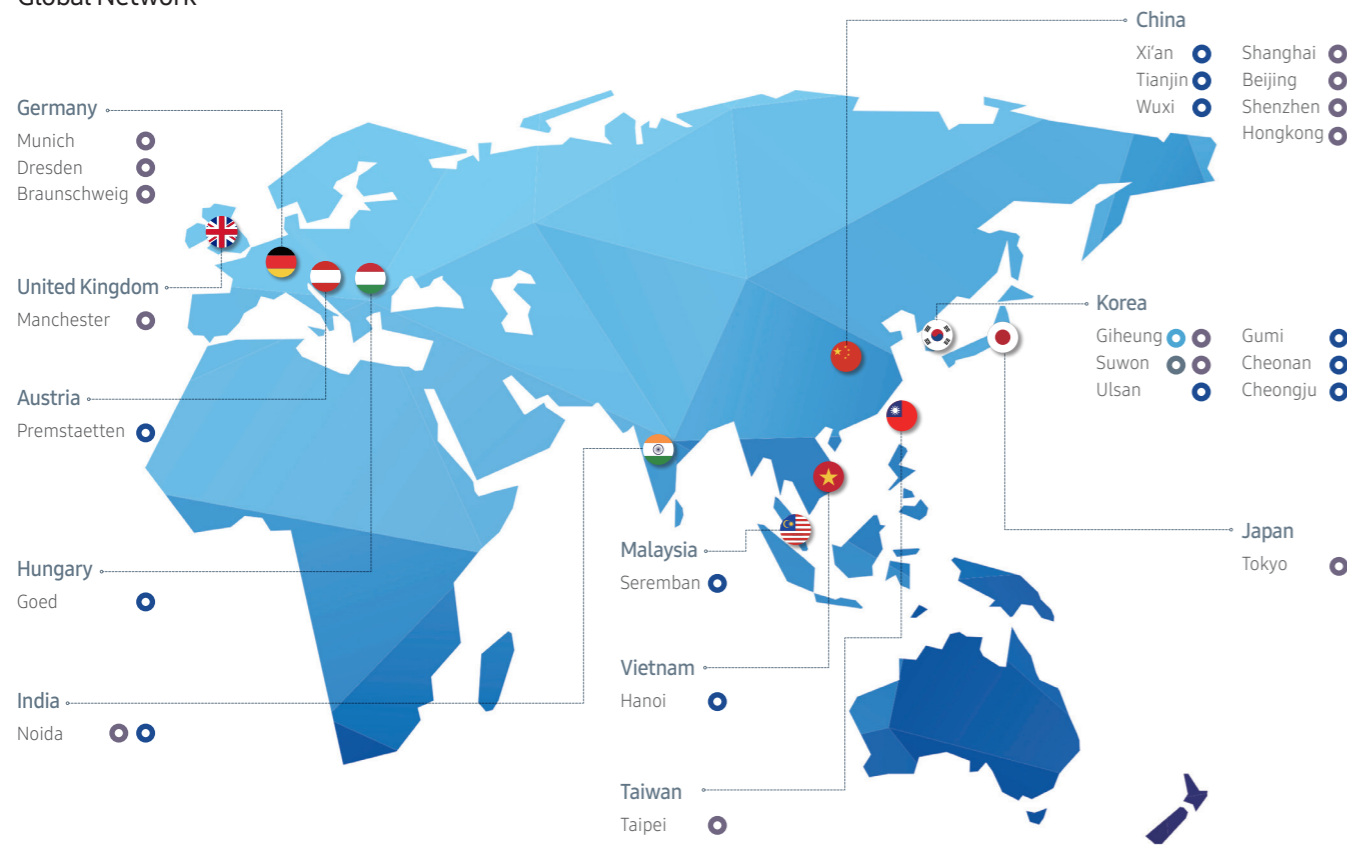 Global Network
China
Xi'an Shanghai
Tianjin Beijing
Wuxi Shenzhen
Hongkong
Germany
Munich
Dresden
Braunschweig
United Kingdom
Manchester
Korea
Giheung Gumi
Suwon Cheonan
Ulsan Cheongju
Austria
Premstaetten
Hungary
Goed
Malaysia
Seremban
Japan
Tokyo
India
Noida
Vietnam
Hanoi
Taiwan
Taipei